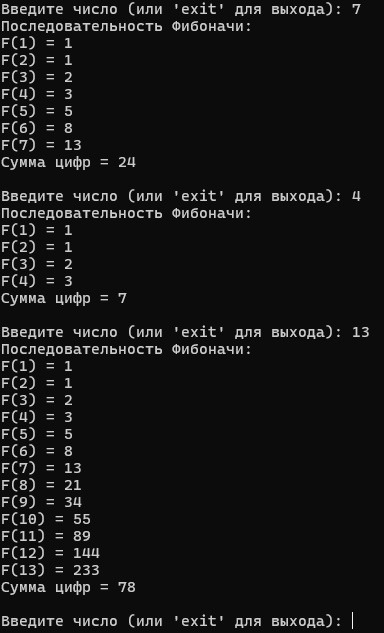 Введите число (или 'exit' для выхода): 7
Последовательность Фибоначи:
F(1) = 1
F(2) = 1
F(3) = 2
F(4) = 3
F(5) = 5
F(6) = 8
F(7) = 13
Сумма цифр = 24
Введите число (или 'exit' для выхода): 4
Последовательность Фибоначи:
F(1) = 1
F(2) = 1
F(3) = 2
F(4) = 3
Сумма цифр = 7
Введите число (или 'exit' для выхода): 13
Последовательность Фибоначи:
F(1) = 1
F(2) = 1
F(3) = 2
F(4) = 3
F(5) = 5
F(6) = 8
F(7) = 13
F(8) = 21
F(9) = 34
F(10) = 55
F(11) = 89
F(12) = 144
F(13) = 233
Сумма цифр = 78
Введите число (или 'exit' для выхода):